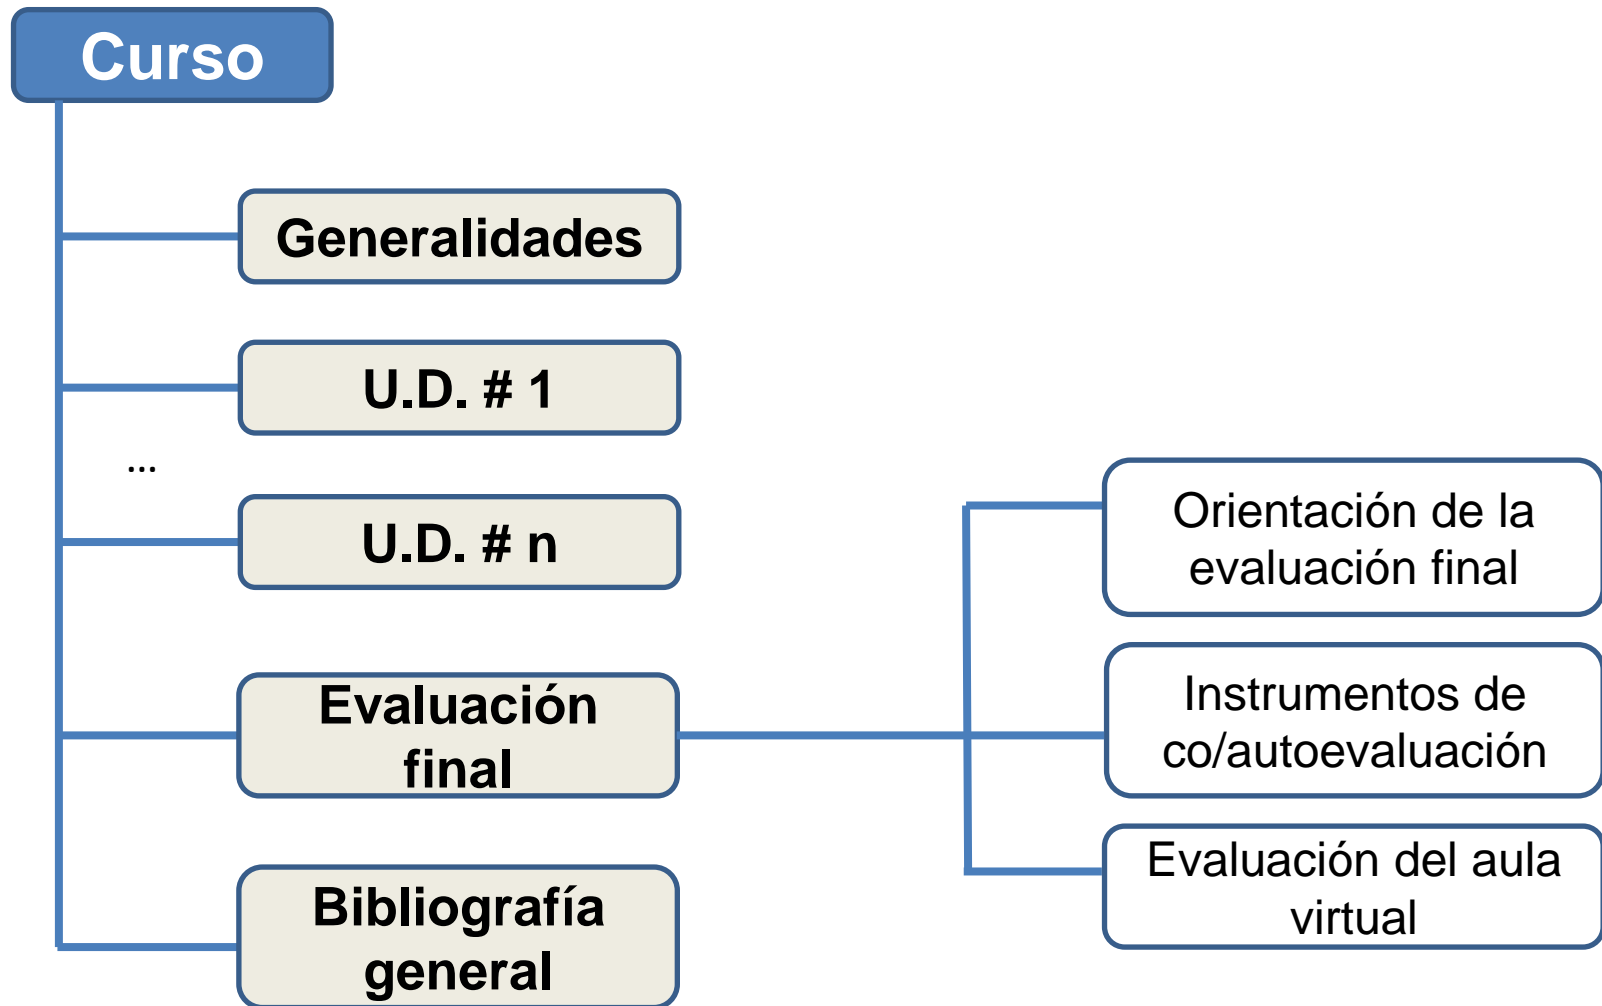 Curso
Generalidades
U.D. # 1
...
U.D. # n
Evaluación
final
Bibliografía
general
Orientación de la
evaluación final
Instrumentos de
co/autoevaluación
Evaluación del aula
virtual